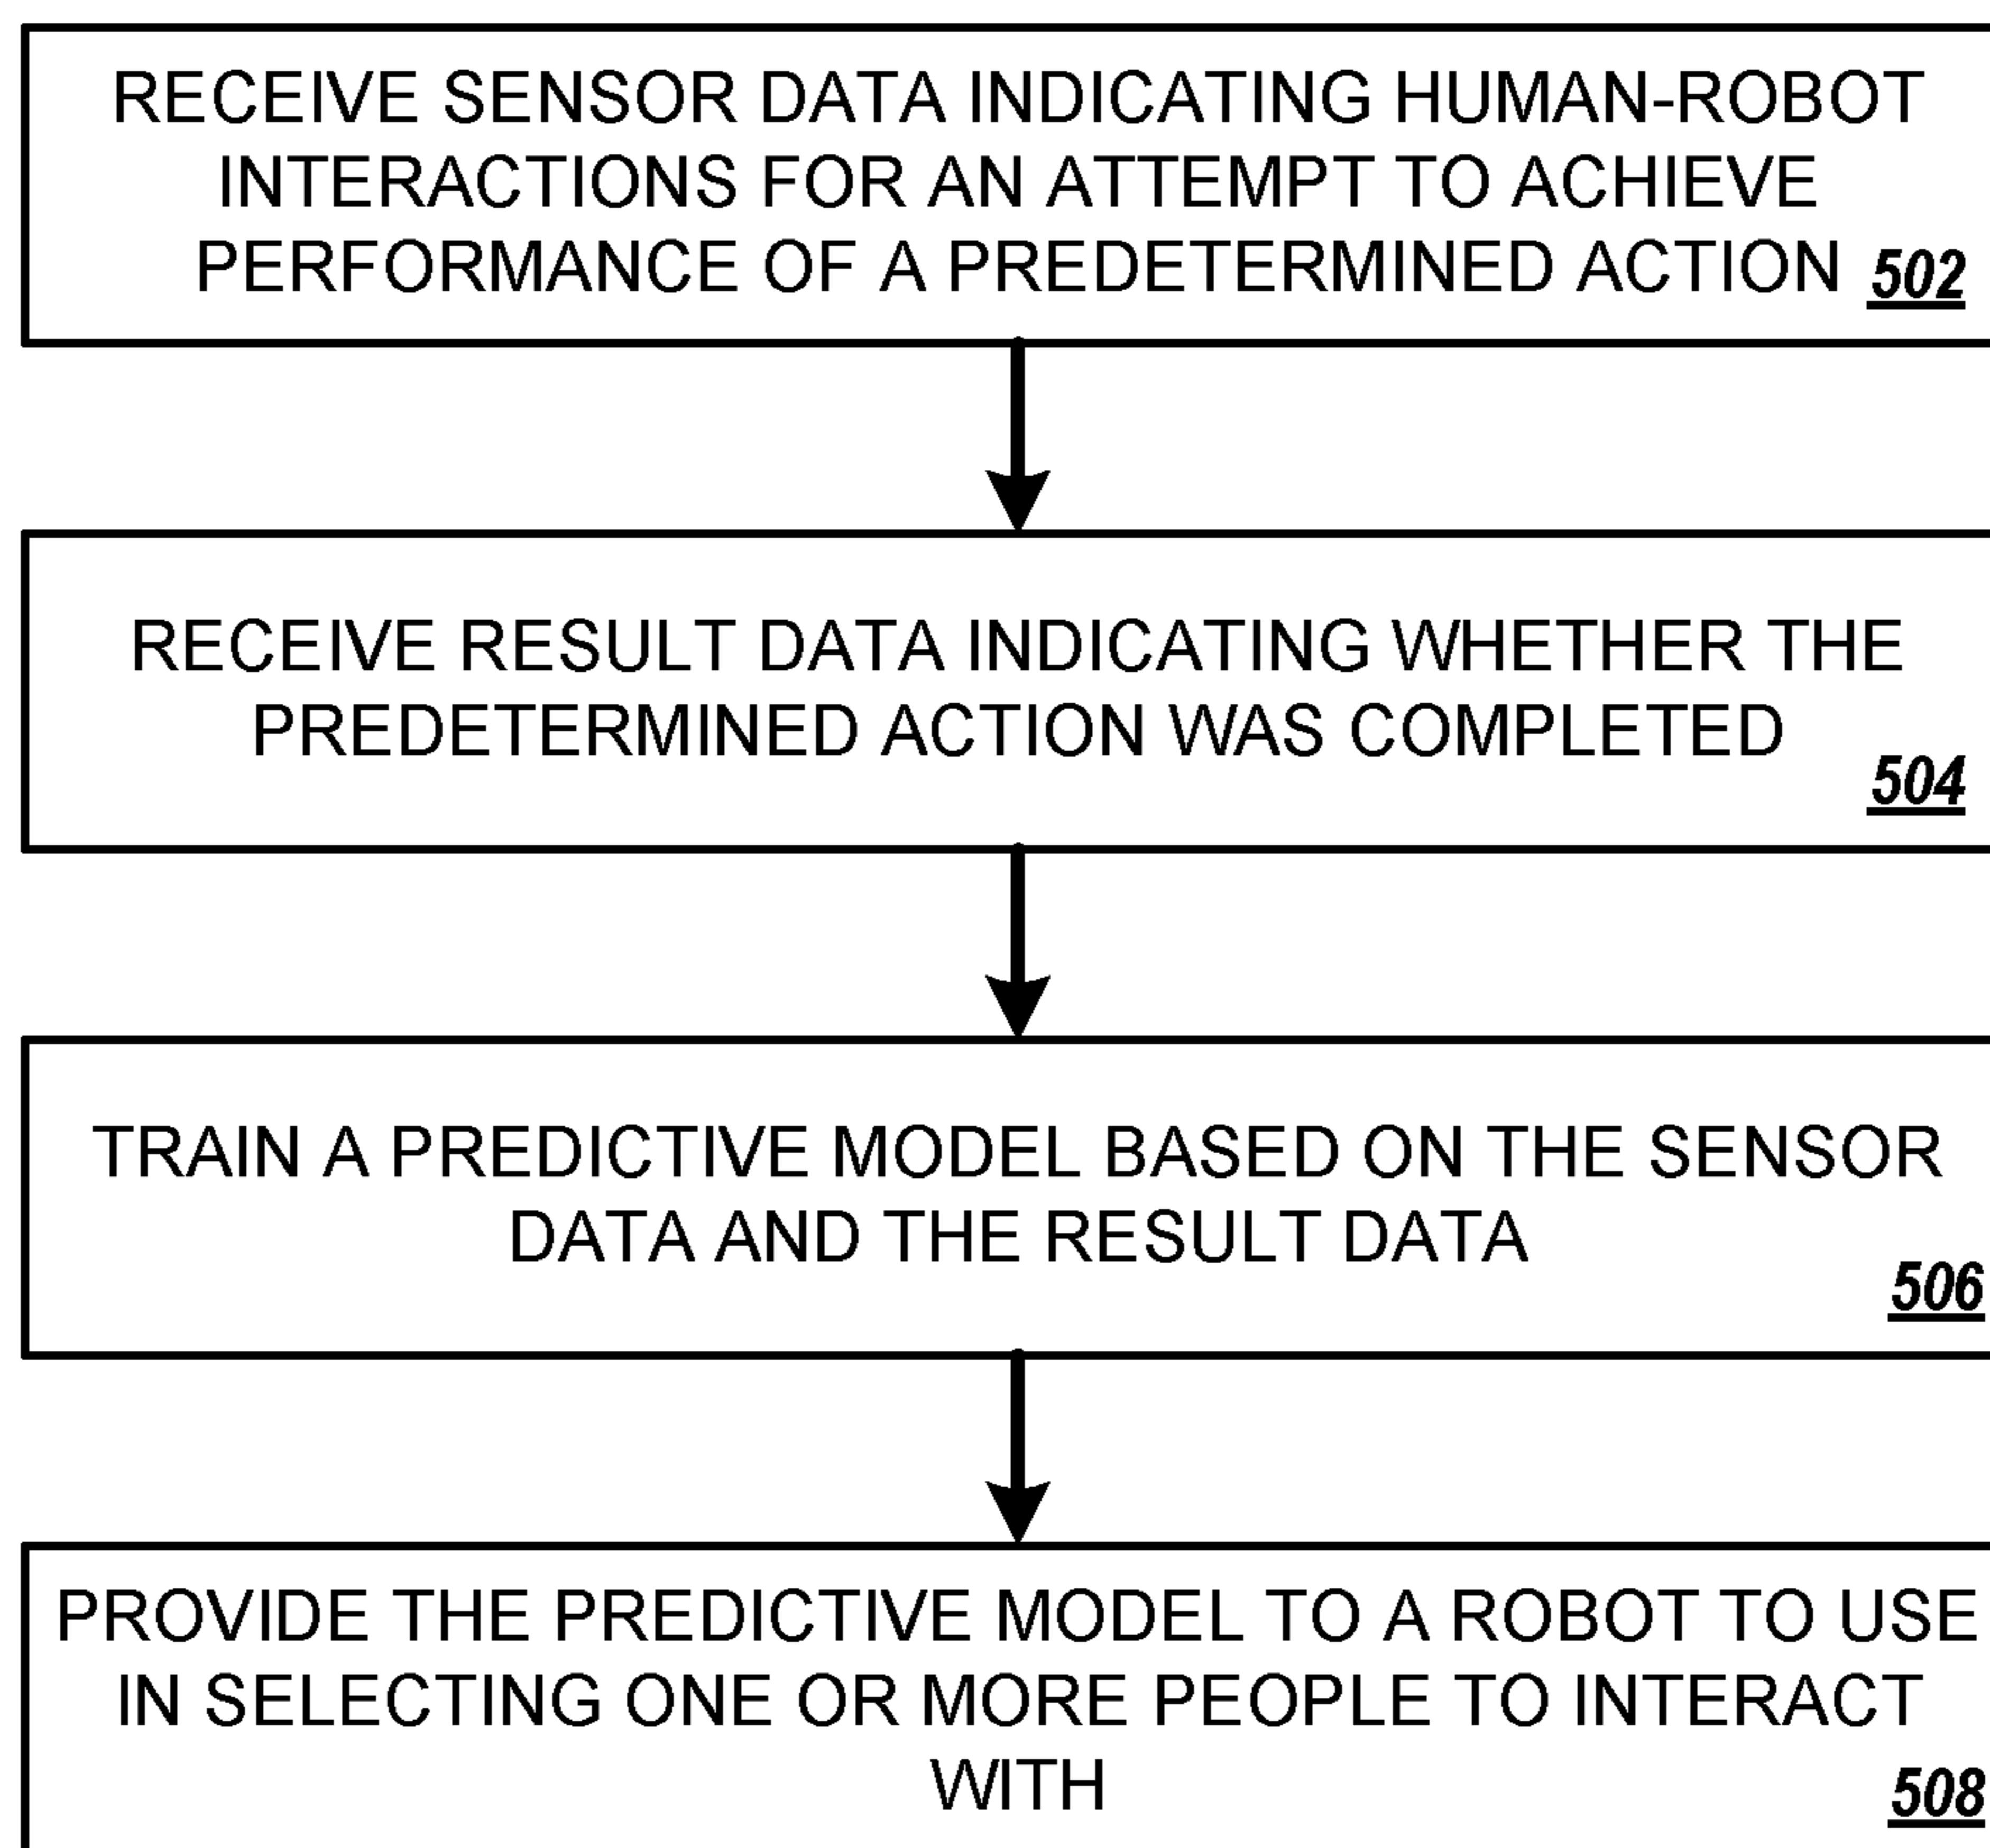 RECEIVE SENSOR DATA INDICATING HUMAN-ROBOT
INTERACTIONS FOR AN ATTEMPT TO ACHIEVE
PERFORMANCE OF A PREDETERMINED ACTION 502
RECEIVE RESULT DATA INDICATING WHETHER THE
PREDETERMINED ACTION WAS COMPLETED
504
TRAIN A PREDICTIVE MODEL BASED ON THE SENSOR
DATA AND THE RESULT DATA
506
PROVIDE THE PREDICTIVE MODEL TO A ROBOT TO USE
IN SELECTING ONE OR MORE PEOPLE TO INTERACT
WITH
508